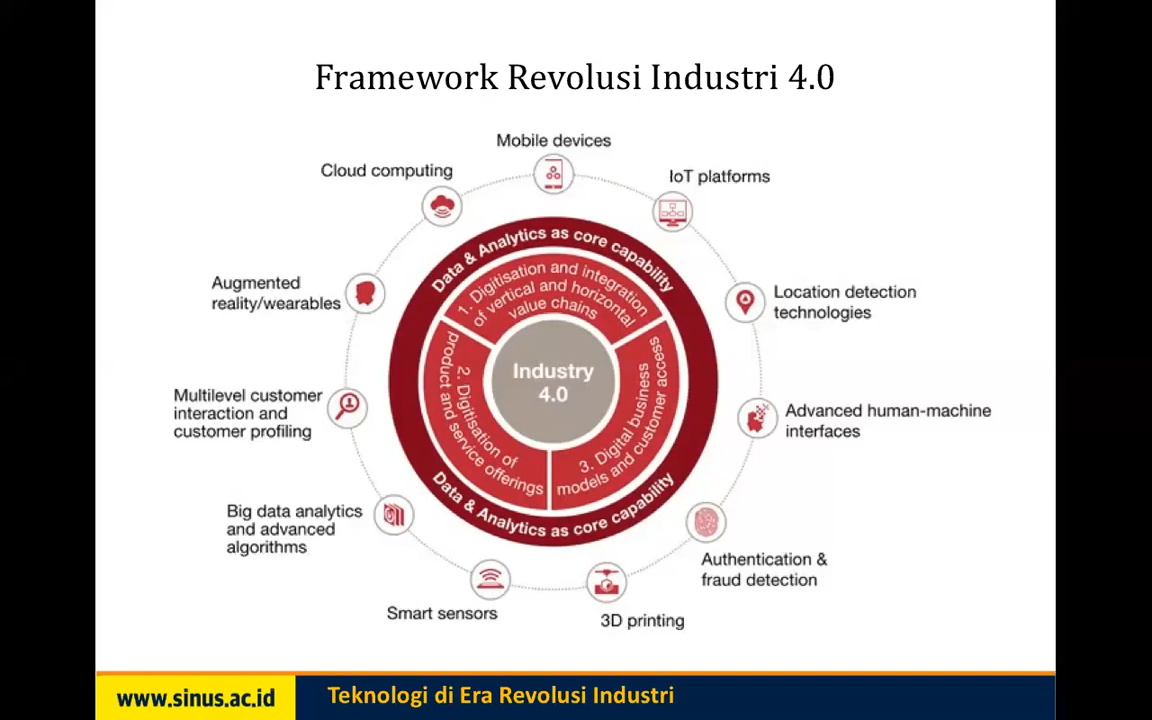 Framework Revolusi Industri 4.0
Mobile devices
Cloud computing
IoT platforms
Augmented
reality/wearables
Location detection
technologies
Multilevel customer
interaction and
customer profiling
Advanced human-machine
interfaces
Big data analytics
and advanced
algorithms
Authentication &
fraud detection
Smart sensors
3D printing
Data & Analytics as core capability
1. Digitisation and integration
of vertical and horizontal
value chains
Industry
4.0
2. Digitisation of
product and service offerings
3. Digital business
models and customer access
Data & Analytics as core capability
www.sinus.ac.id
Teknologi di Era Revolusi Industri